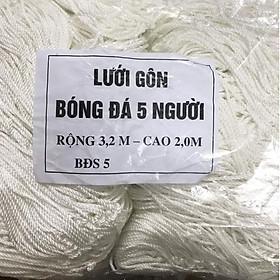 LƯỚI GÔN
BÓNG ĐÁ 5 NGƯỜI
RỘNG 3,2 M – CAO 2,0M
BĐS 5